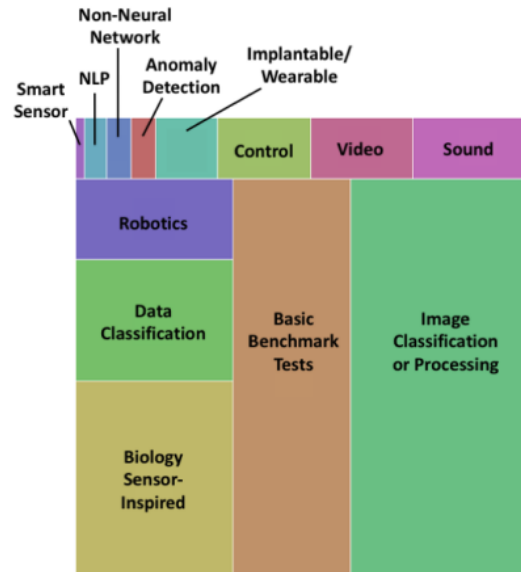 Non-Neural
Network
Implantable/
Wearable
Anomaly
Detection
NLP
Smart
Sensor
Control
Video
Sound
Robotics
Data
Classification
Basic
Benchmark
Tests
Image
Classification
or Processing
Biology
Sensor-
Inspired